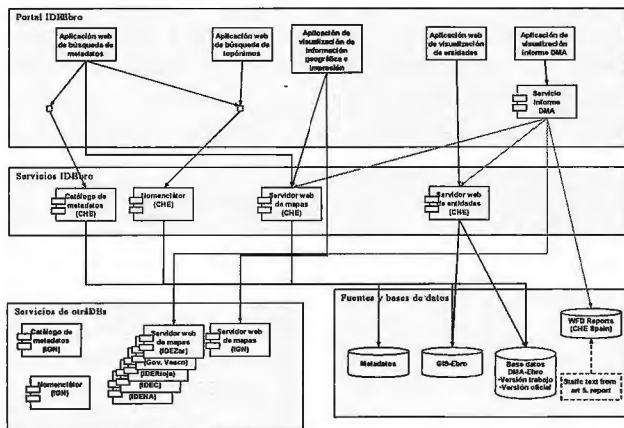 Portal IDEEbro
Aplicación web
de búsqueda de
metadatos
Aplicación web
de búsqueda de
topónimos
Aplicación de
visualización de
información
geográfica e
impresión
Aplicación web
de visualización
de entidades
Aplicación de
visualización
informe DMA
Servicio
Informe
DMA
Servicios IDEbro
Catálogo de
metadatos
(CHE)
Nomenclátor
(CHE)
Servidor web
de mapas
(CHE)
Servidor web
de entidades
(CHE)
Servicios de otrIDEs
Catálogo de
metadatos
(IGN)
Nomenclátor
(IGN)
Servidor web
de mapas
(IDEZar)
(Gov. Vasco)
(IDERioja)
(IDEC)
(IDENA)
Servidor web
de mapas
(IGN)
Fuentes y bases de datos
Metadatos
GIS-Ebro
Base datos
DMA-Ebro
-Versión trabajo
-Versión oficial
WFD Reports
(CHE Spain)
Static text from
art 5. report